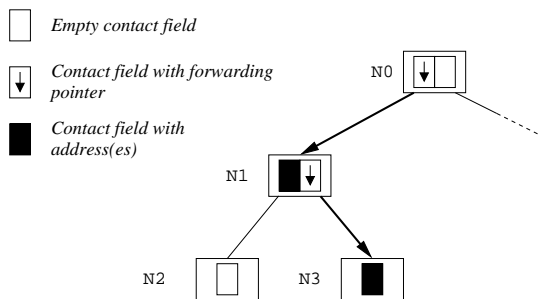 Empty contact field
Contact field with forwarding
pointer
Contact field with
address(es)
N0
N1
N2
N3